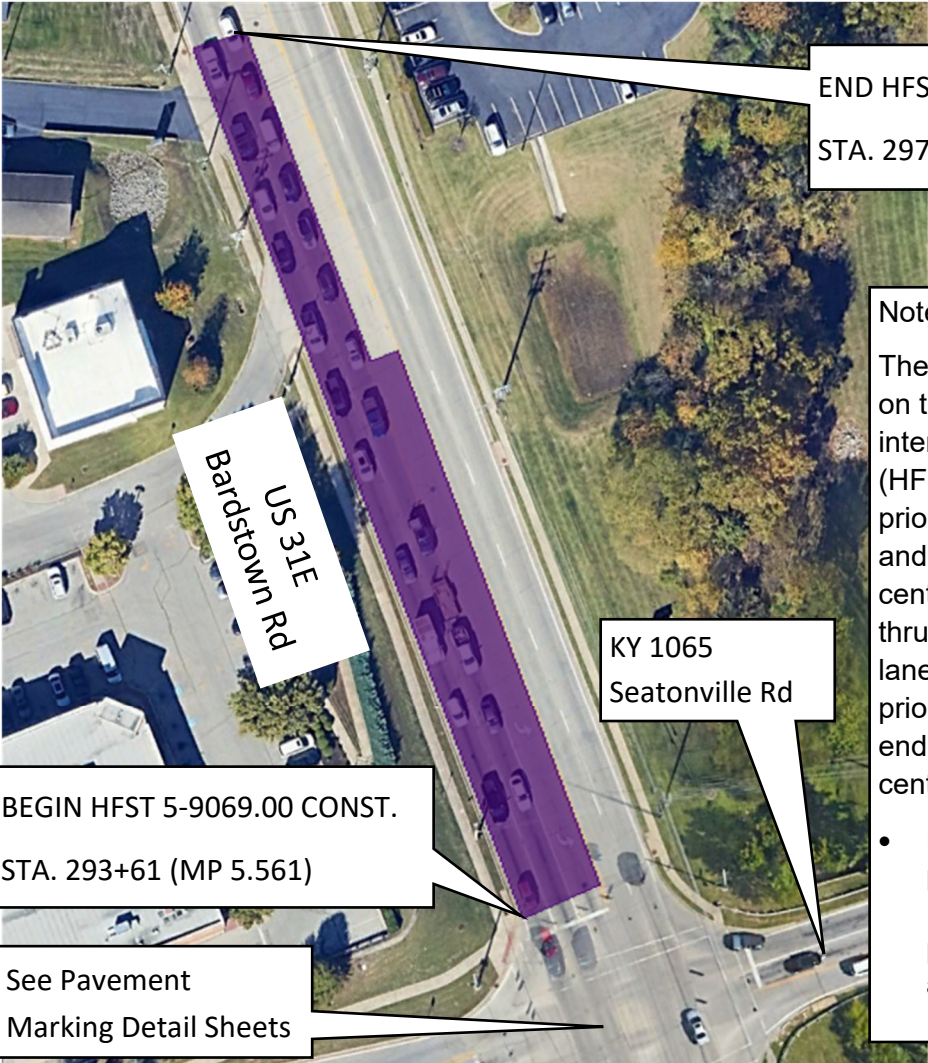 END HFS
STA. 297
Note
The
on t
inter
(HF
prio
and
cent
thru
lane
prio
end
cent
•
US 31E
Bardstown Rd
KY 1065
Seatonville Rd
BEGIN HFST 5-9069.00 CONST.
STA. 293+61 (MP 5.561)
See Pavement
Marking Detail Sheets